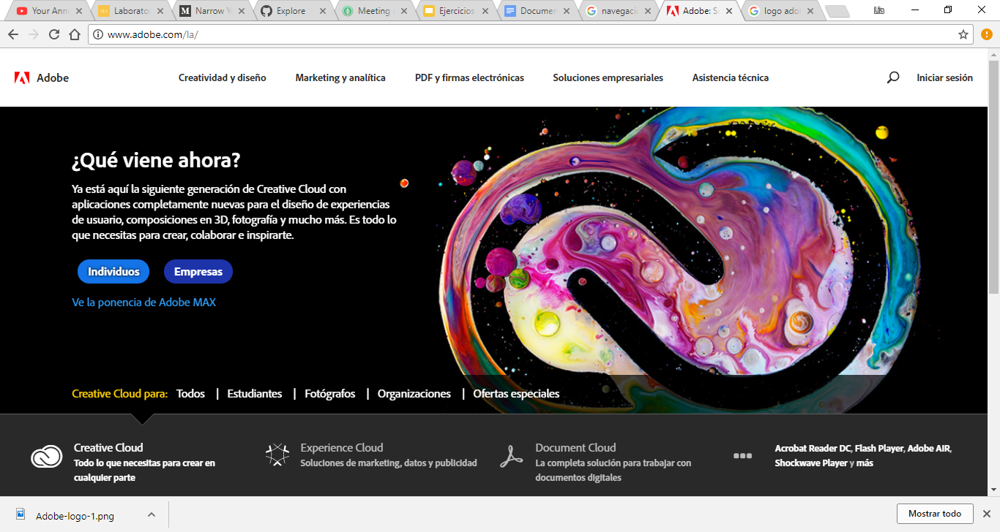 Your Ann
Laborato
Narrow Y
Explore
Meeting
Ejercicios
Documen
navegaci
Adobe: S
logo adol
www.adobe.com/la/
Adobe
Creatividad y diseño
Marketing y analítica
PDF y firmas electrónicas
Soluciones empresariales
Asistencia técnica
Iniciar sesión
¿Qué viene ahora?
Ya está aquí la siguiente generación de Creative Cloud con
aplicaciones completamente nuevas para el diseño de experiencias
de usuario, composiciones en 3D, fotografía y mucho más. Es todo lo
que necesitas para crear, colaborar e inspirarte.
Individuos
Empresas
Ve la ponencia de Adobe MAX
Creative Cloud para: Todos | Estudiantes | Fotógrafos | Organizaciones | Ofertas especiales
Creative Cloud
Todo lo que necesitas para crear en
cualquier parte
Experience Cloud
Soluciones de marketing, datos y publicidad
Document Cloud
La completa solución para trabajar con
documentos digitales
Acrobat Reader DC, Flash Player, Adobe AIR,
Shockwave Player y más
Adobe-logo-1.png
Mostrar todo